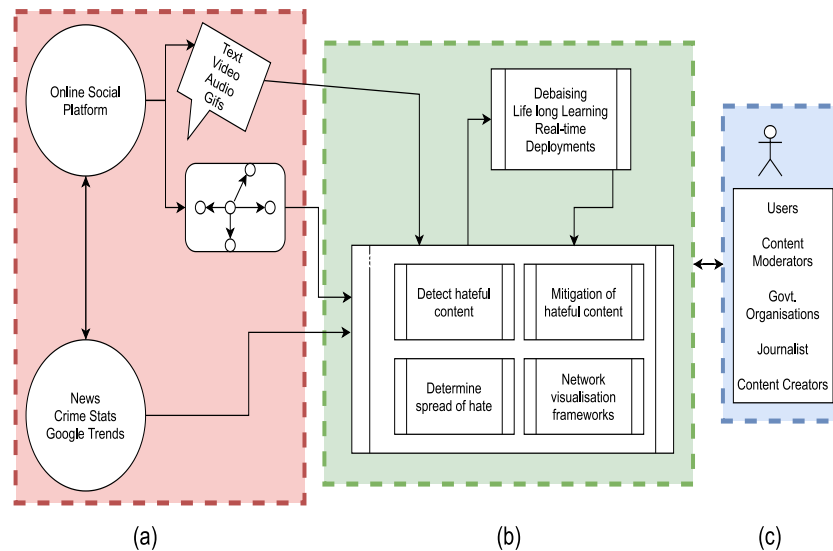 Online Social
Platform
Text
Video
Audio
Gifs
News
Crime Stats
Google Trends
Debaising
Life long Learning
Real-time
Deployments
Detect hateful
content
Mitigation of
hateful content
Determine
spread of hate
Network
visualisation
frameworks
Users
Content
Moderators
Govt.
Organisations
Journalist
Content Creators
(a)
(b)
(c)